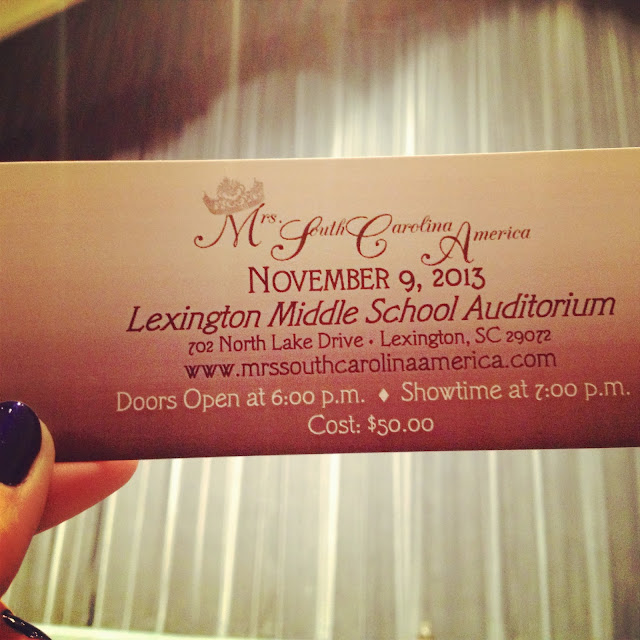 Mrs. South Carolina America
November 9, 2013
Lexington Middle School Auditorium
702 North Lake Drive • Lexington, SC 29072
www.mrssouthcarolinaamerica.com
Doors Open at 6:00 p.m. ♦ Showtime at 7:00 p.m.
Cost: $50.00